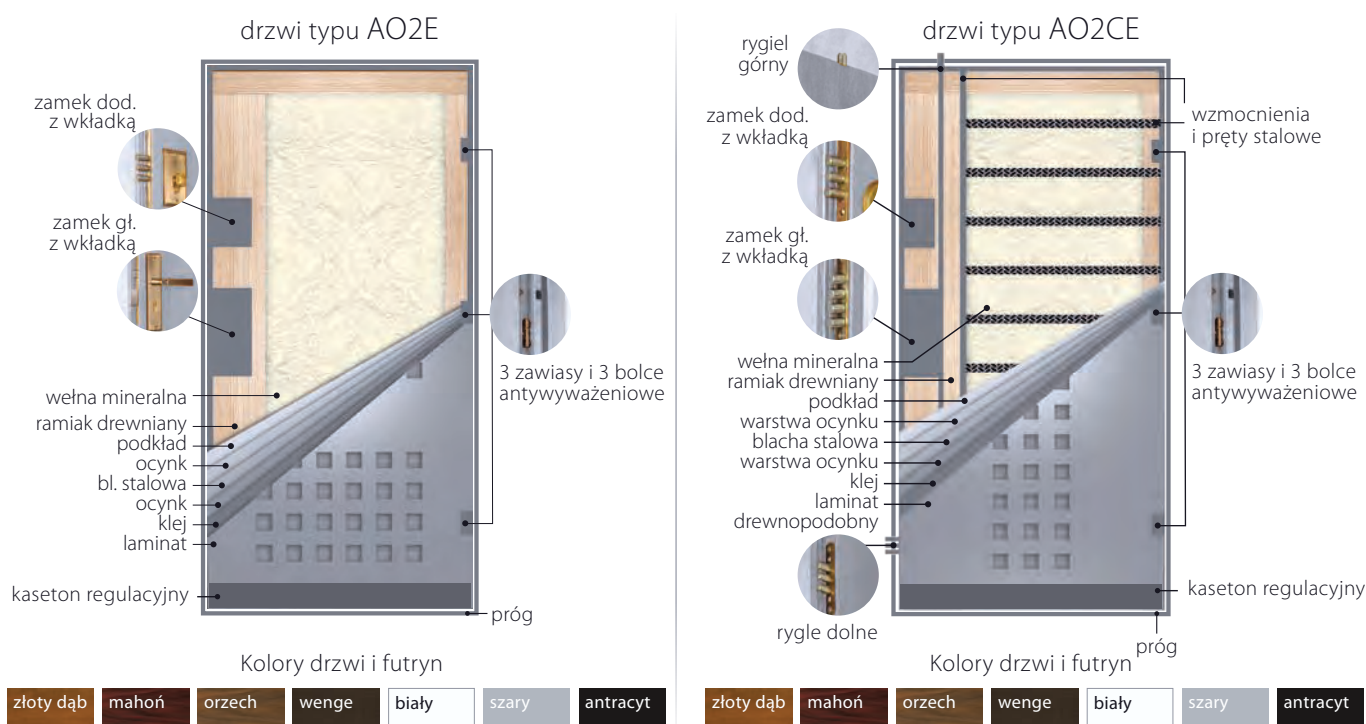 drzwi typu AO2E
zamek dod.
z wkładką
zamek gł.
z wkładką
3 zawiasy i 3 bolce
antywyważeniowe
wełna mineralna
ramiak drewniany
podkład
ocynk
bl. stalowa
ocynk
klej
laminat
kaseton regulacyjny
próg
Kolory drzwi i futryn
złoty dąb
mahoń
orzech
wenge
biały
szary
antracyt
drzwi typu AO2CE
rygiel
górny
zamek dod.
z wkładką
zamek gł.
z wkładką
wzmocnienia
i pręty stalowe
3 zawiasy i 3 bolce
antywyważeniowe
wełna mineralna
ramiak drewniany
podkład
warstwa ocynku
blacha stalowa
warstwa ocynku
klej
laminat
drewnopodobny
rygle dolne
kaseton regulacyjny
próg
Kolory drzwi i futryn
złoty dąb
mahoń
orzech
wenge
biały
szary
antracyt